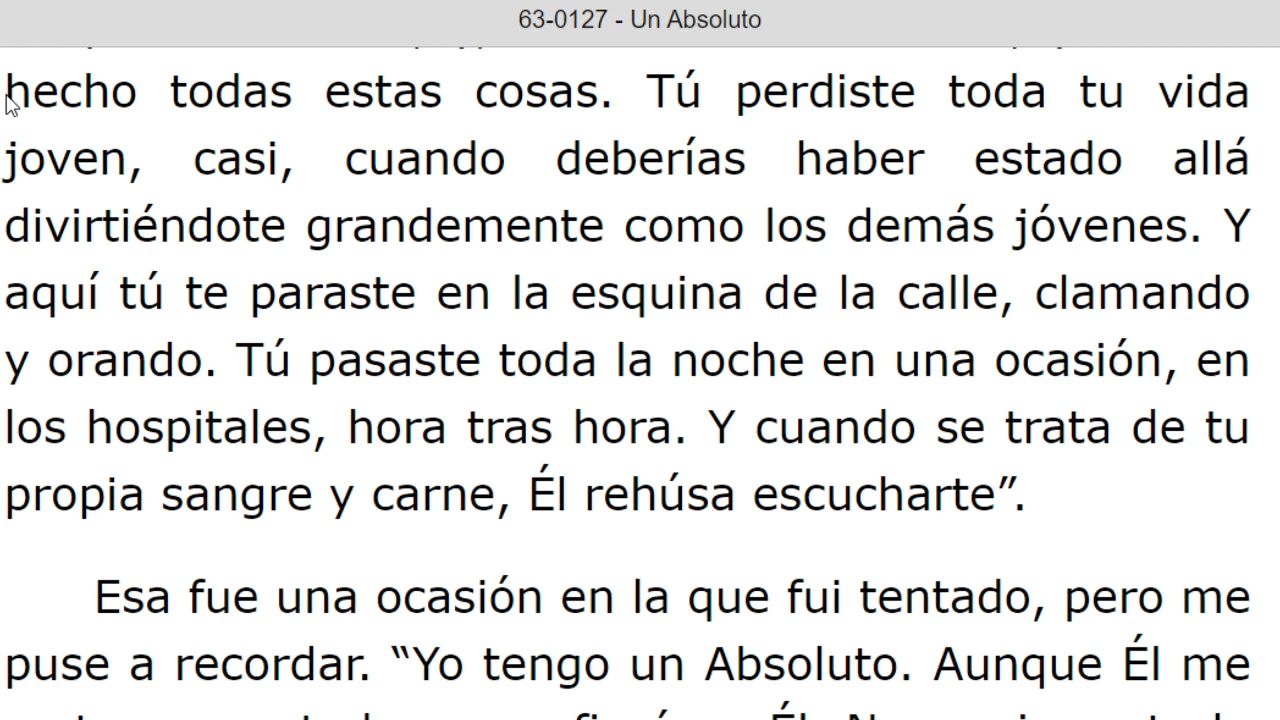 63-0127 - Un Absoluto
hecho todas estas cosas. Tú perdiste toda tu vida
joven, casi, cuando deberías haber estado allá
divirtiéndote grandemente como los demás jóvenes. Y
aquí tú te paraste en la esquina de la calle, clamando
y orando. Tú pasaste toda la noche en una ocasión, en
los hospitales, hora tras hora. Y cuando se trata de tu
propia sangre y carne, Él rehúsa escucharte”.
Esa fue una ocasión en la que fui tentado, pero me
puse a recordar. “Yo tengo un Absoluto. Aunque Él me